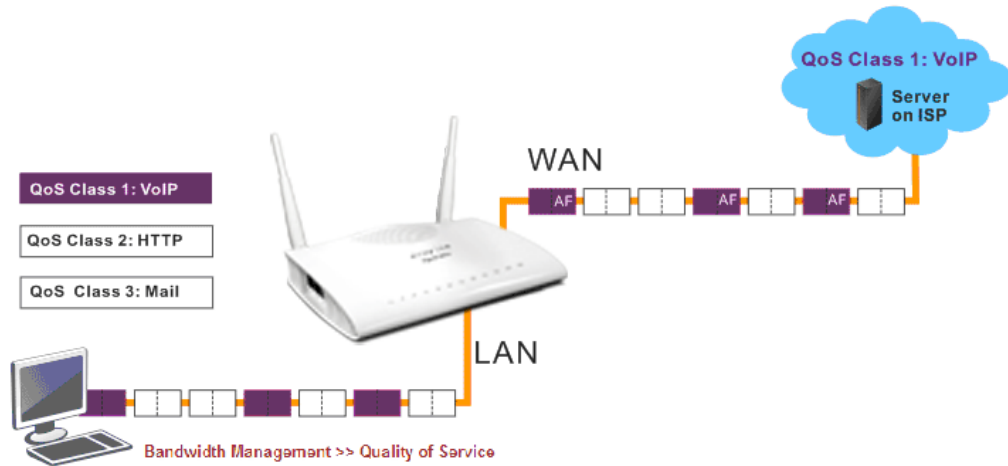 QoS Class 1: VoIP
Server
on ISP
WAN
QoS Class 1: VoIP
AF
AF
AF
QoS Class 2: HTTP
QoS Class 3: Mail
LAN
Bandwidth Management >> Quality of Service